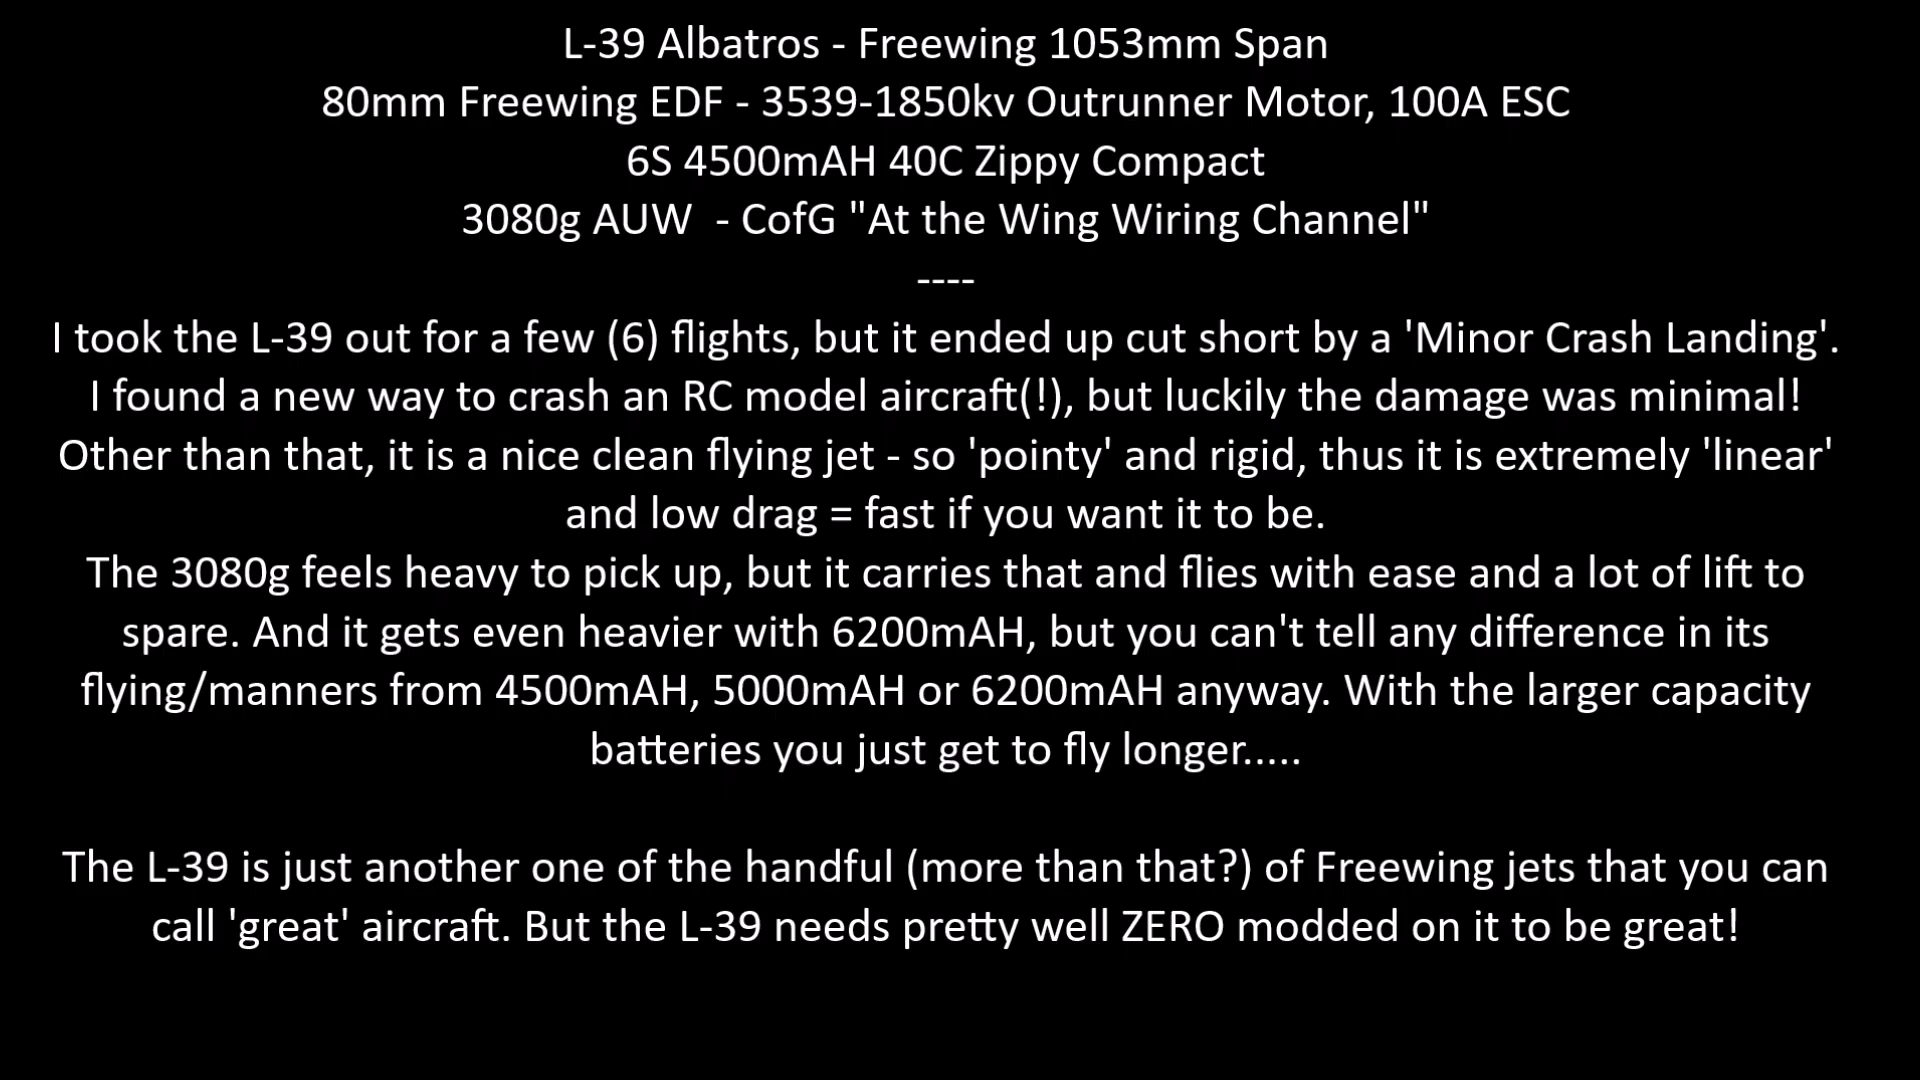 L-39 Albatros - Freewing 1053mm Span
80mm Freewing EDF - 3539-1850kv Outrunner Motor, 100A ESC
6S 4500mAH 40C Zippy Compact
3080g AUW  - CofG "At the Wing Wiring Channel"
----
I took the L-39 out for a few (6) flights, but it ended up cut short by a 'Minor Crash Landing'.
I found a new way to crash an RC model aircraft(!), but luckily the damage was minimal!
Other than that, it is a nice clean flying jet - so 'pointy' and rigid, thus it is extremely 'linear'
and low drag = fast if you want it to be.
The 3080g feels heavy to pick up, but it carries that and flies with ease and a lot of lift to
spare. And it gets even heavier with 6200mAH, but you can't tell any difference in its
flying/manners from 4500mAH, 5000mAH or 6200mAH anyway. With the larger capacity
batteries you just get to fly longer.....
The L-39 is just another one of the handful (more than that?) of Freewing jets that you can
call 'great' aircraft. But the L-39 needs pretty well ZERO modded on it to be great!